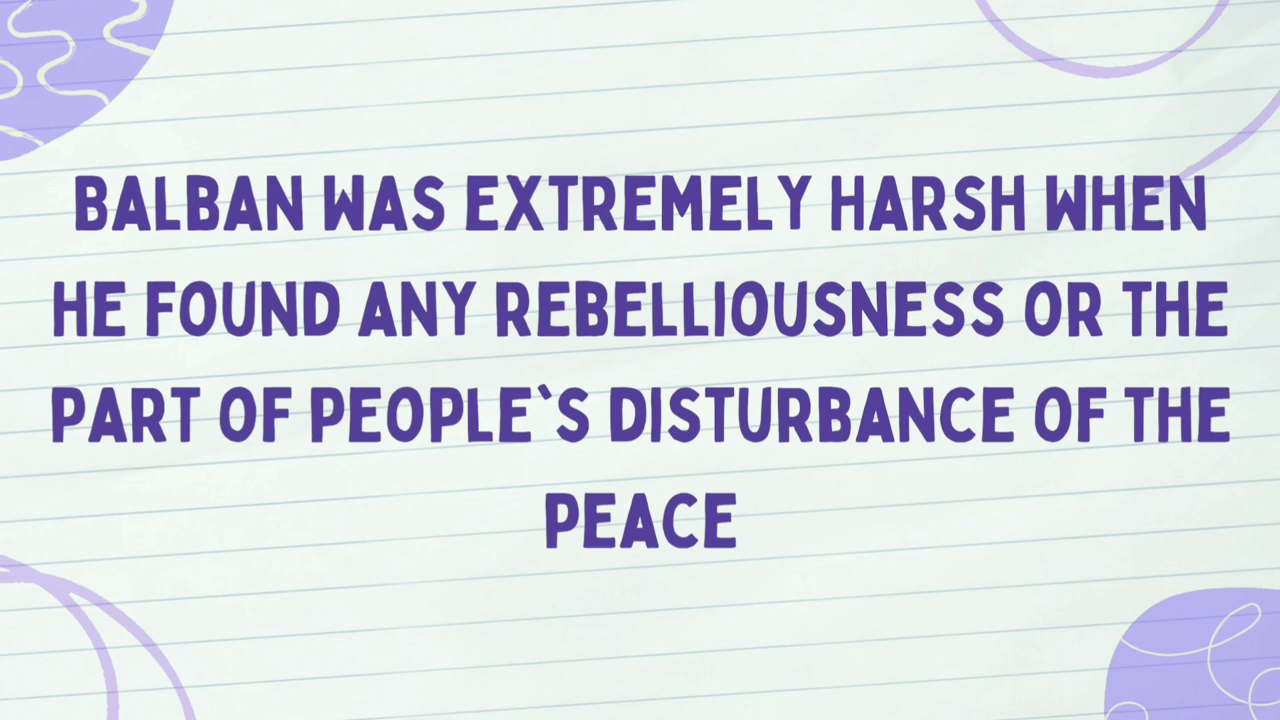 BALBAN WAS EXTREMELY HARSH WHEN
HE FOUND ANY REBELLIOUSNESS OR THE
PART OF PEOPLE`S DISTURBANCE OF THE
PEACE